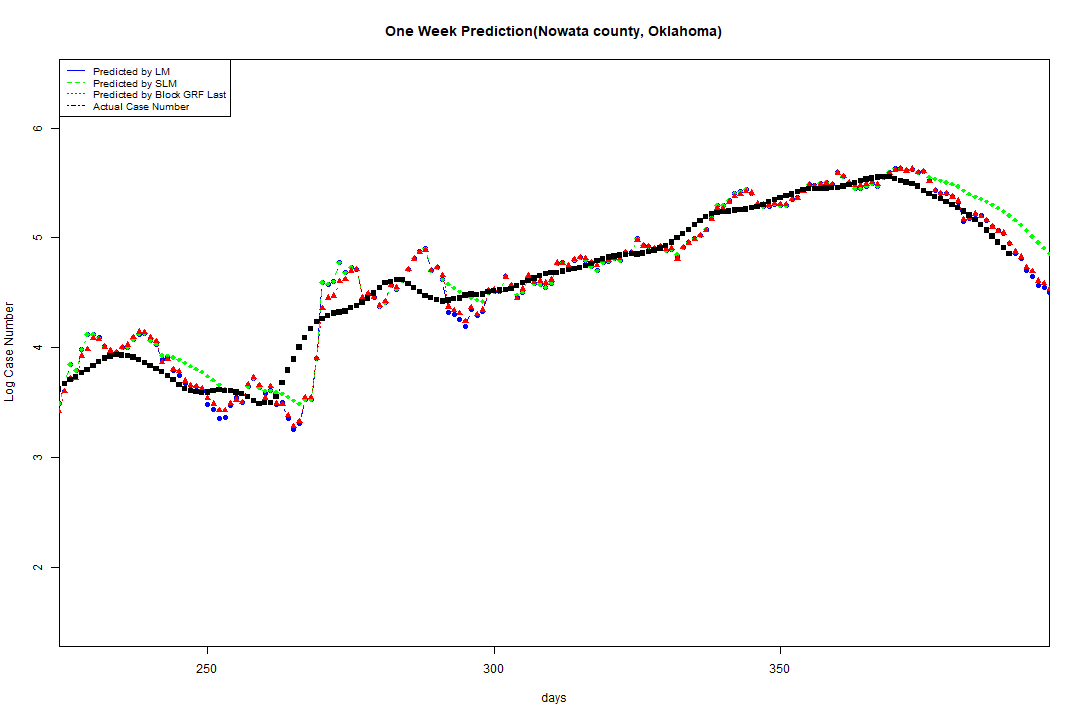 One Week Prediction(Nowata county, Oklahoma)
Predicted by LM
Predicted by SLM
Predicted by Block GRF Last
Actual Case Number
6
5
4
3
2
Log Case Number
250
300
350
days